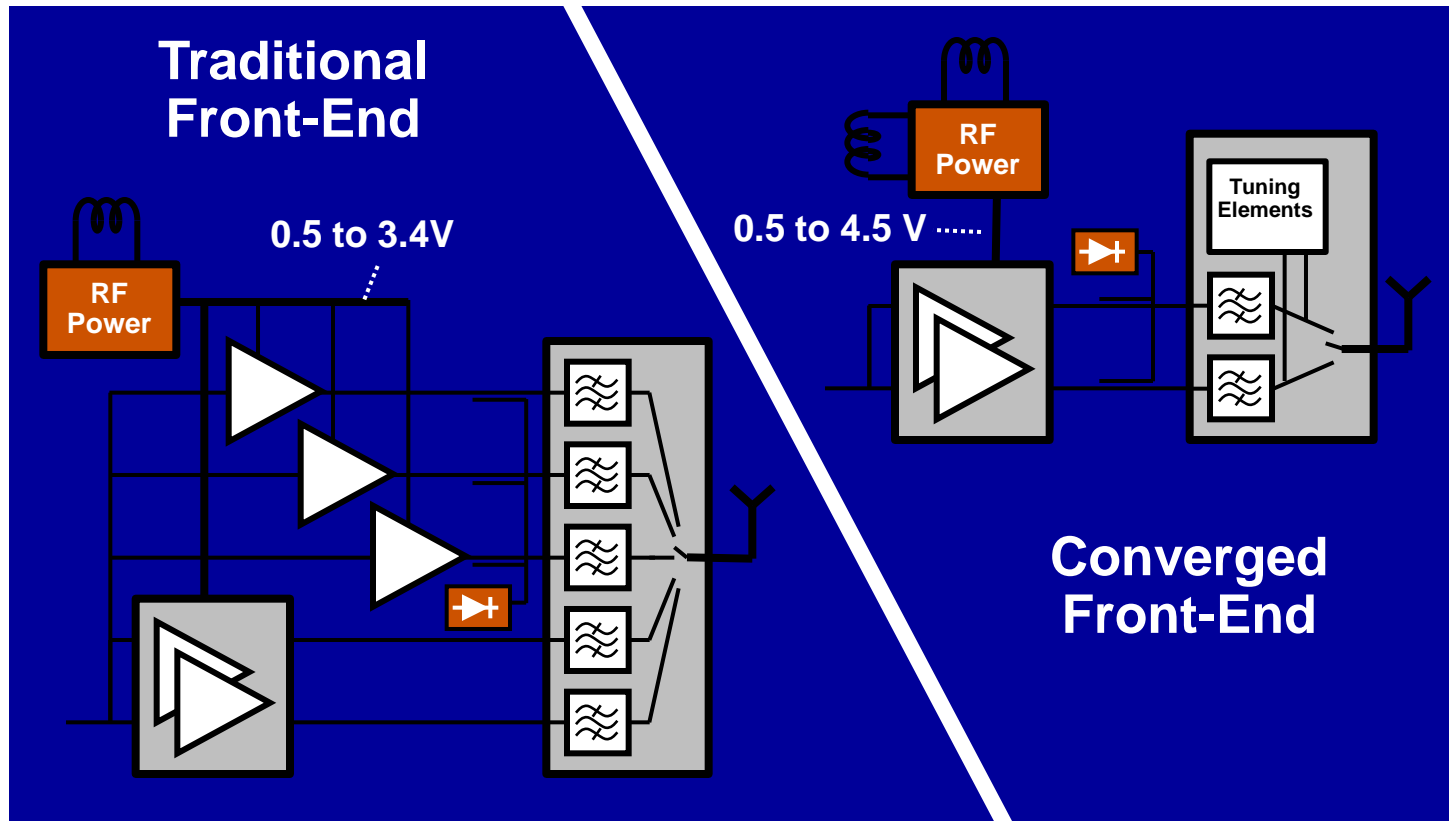 Traditional
Front-End
RF
Power
0.5 to 3.4V
RF
Power
0.5 to 4.5 V
Tuning
Elements
Converged
Front-End